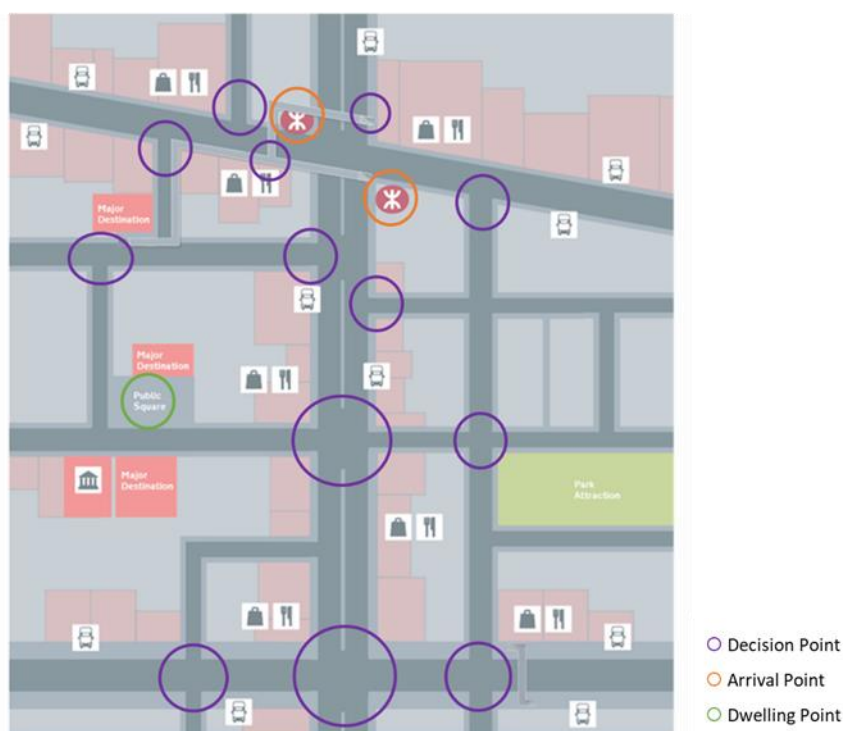 Major
Destination
Major
Destination
Public
Square
Major
Destination
Park
Attraction
Decision Point
Arrival Point
Dwelling Point